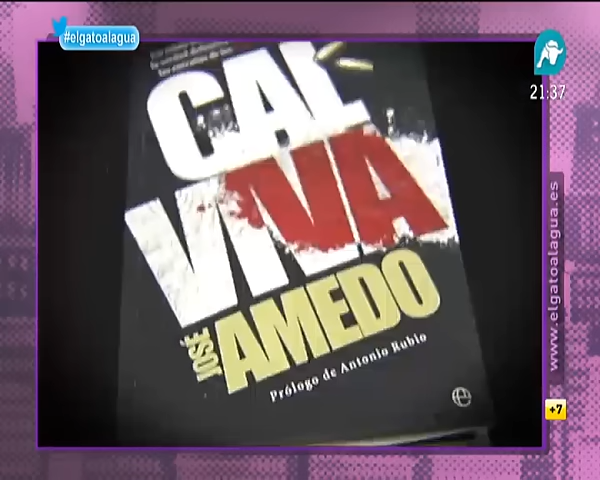 #elgatoalagua
21:37
CAL
VIVA
JOSÉ
AMEDO
Prólogo de Antonio Rubio
www.elgatoalagua.es
+7